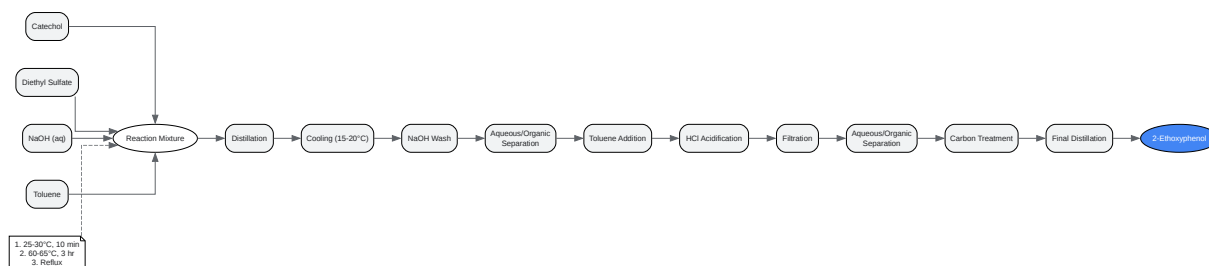 Catechol
Diethyl Sulfate
NaOH (aq)
Reaction Mixture
Distillation
Cooling (15-20°C)
NaOH Wash
Aqueous/Organic
Separation
Toluene Addition
HCl Acidification
Filtration
Aqueous/Organic
Separation
Carbon Treatment
Final Distillation
2-Ethoxyphenol
Toluene
1. 25-30°C, 10 min
2. 60-65°C, 3 hr
3. Reflux